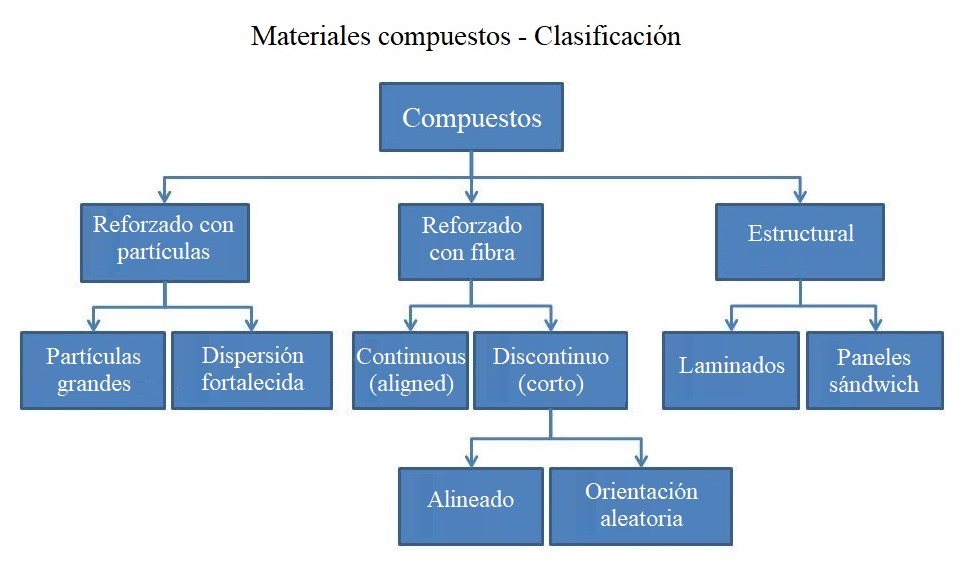 Materiales compuestos - Clasificación
Compuestos
Reforzado con
partículas
Reforzado
con fibra
Estructural
Partículas
grandes
Dispersión
fortalecida
Continuous
(aligned)
Discontinuo
(corto)
Laminados
Paneles
sándwich
Alineado
Orientación
aleatoria